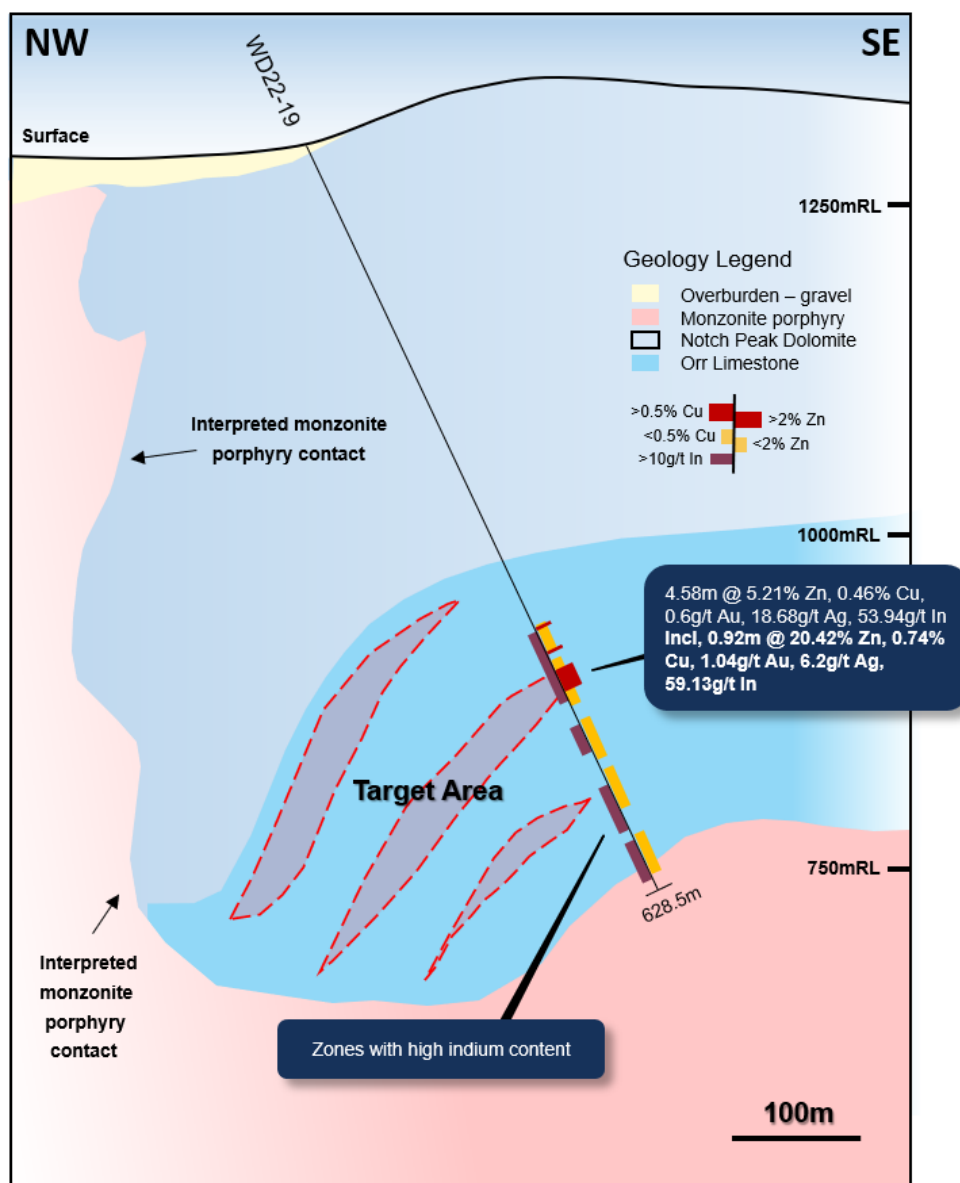 NW
SE
WD22-19
Surface
1250mRL
Geology Legend
Overburden – gravel
Monzonite porphyry
Notch Peak Dolomite
Orr Limestone
>0.5% Cu
>2% Zn
<0.5% Cu
<2% Zn
>10g/t In
Interpreted monzonite
porphyry contact
1000mRL
4.58m @ 5.21% Zn, 0.46% Cu,
0.6g/t Au, 18.68g/t Ag, 53.94g/t In
Incl, 0.92m @ 20.42% Zn, 0.74%
Cu, 1.04g/t Au, 6.2g/t Ag,
59.13g/t In
Target Area
750mRL
628.5m
Interpreted
monzonite
porphyry
contact
Zones with high indium content
100m